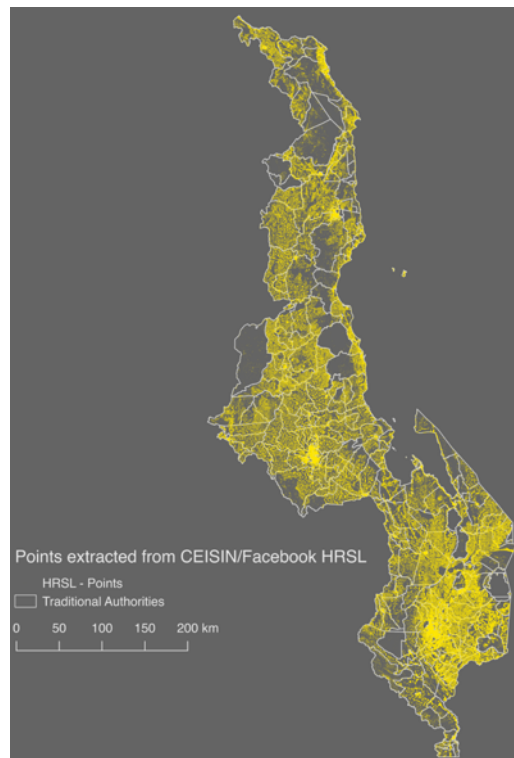 Points extracted from CEISIN/Facebook HRSL
HRSL - Points
Traditional Authorities
0 50 100 150 200 km